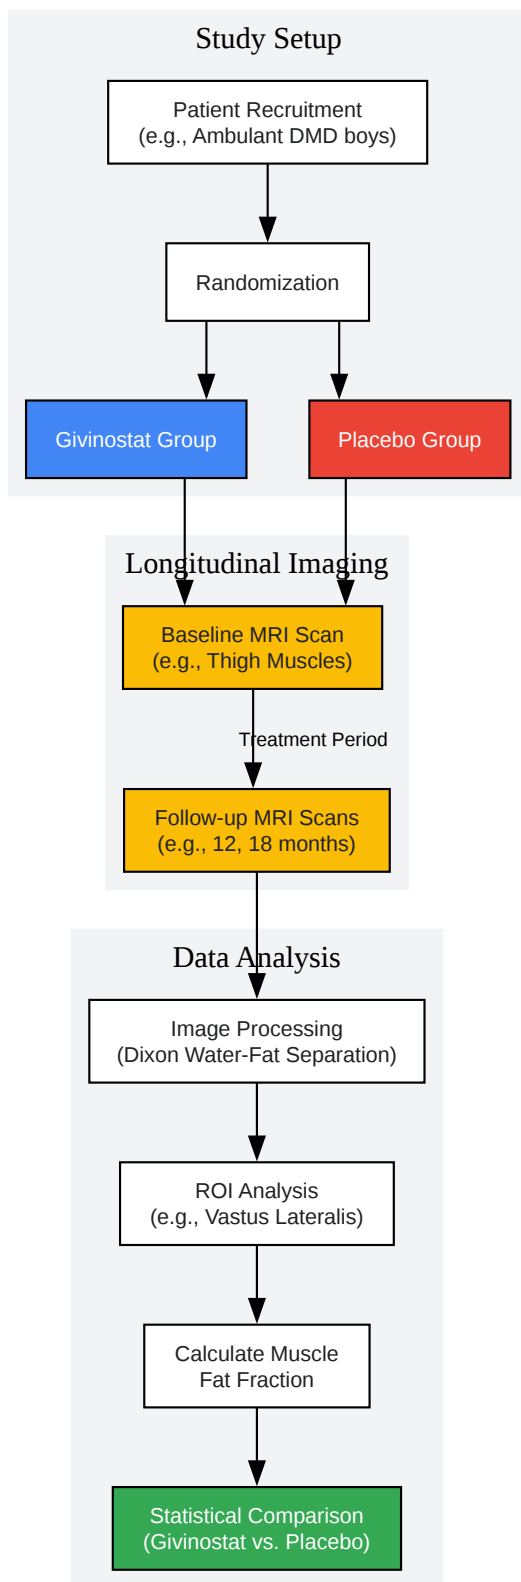 Study Setup
Patient Recruitment
(e.g., Ambulant DMD boys)
Randomization
Givinostat Group
Placebo Group
Longitudinal Imaging
Baseline MRI Scan
(e.g., Thigh Muscles)
Treatment Period
Follow-up MRI Scans
(e.g., 12, 18 months)
Data Analysis
Image Processing
(Dixon Water-Fat Separation)
ROI Analysis
(e.g., Vastus Lateralis)
Calculate Muscle
Fat Fraction
Statistical Comparison
(Givinostat vs. Placebo)